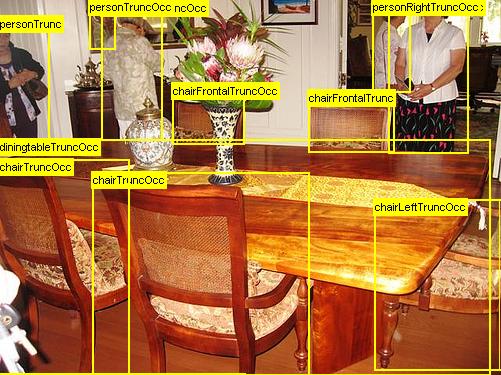 personTruncOcc
ncOcc
personRightTruncOcc
personTrunc
chairFrontalTruncOcc
chairFrontalTrunc
diningtableTruncOcc
chairTruncOcc
chairTruncOcc
chairLeftTruncOcc